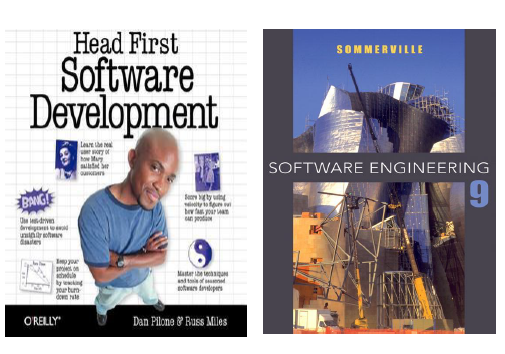 Head First
Software
Development
Learn the real
user story of
how Mary
satisfied her
customers
BANG!
Use test-driven
development to avoid
unsightly software
disasters
Score big by using
velocity to figure out
how fast your team
can produce
Keep your
project on
schedule
by tracking
your burn-
down rate
Master the techniques
and tools of seasoned
software developers
O'REILLY®
Dan Pilone & Russ Miles
SOMMERVILLE
SOFTWARE ENGINEERING
9